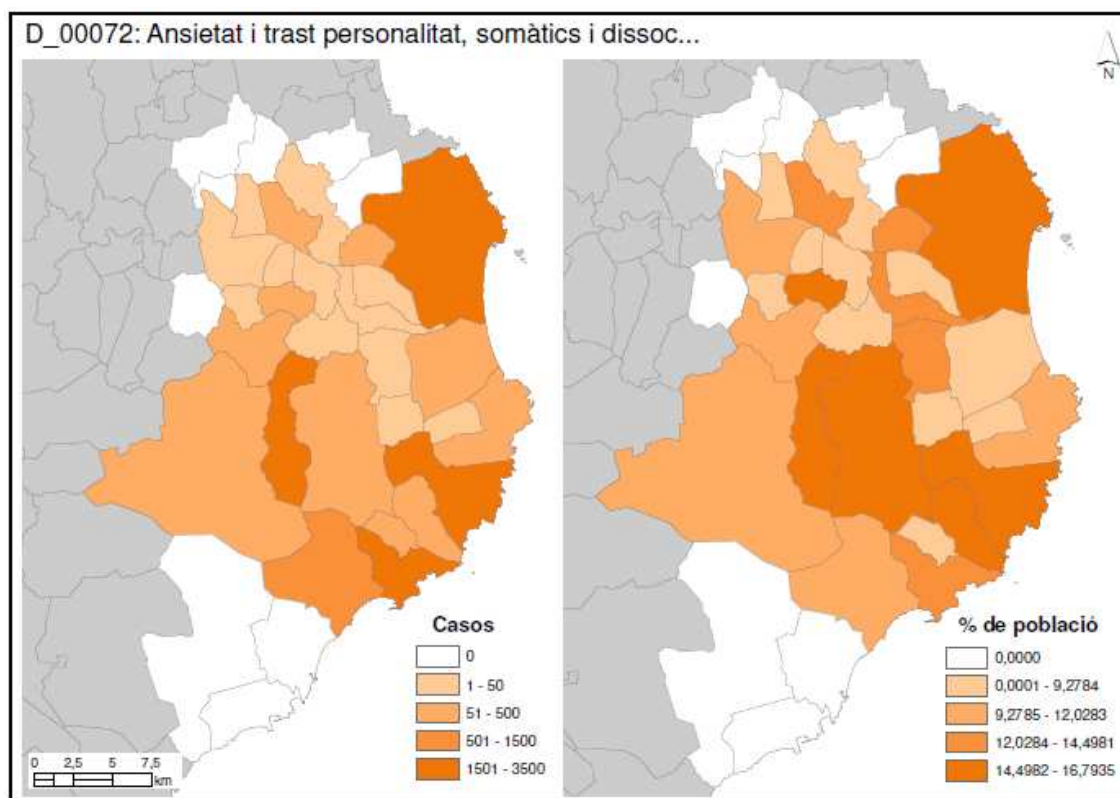 D_00072: Ansietat i trast personalitat, somàtics i dissoc...
N
Casos
0
1 - 50
51 - 500
501 - 1500
1501 - 3500
0 2,5 5 7,5
km
% de població
0,0000
0,0001 - 9,2784
9,2785 - 12,0283
12,0284 - 14,4981
14,4982 - 16,7935